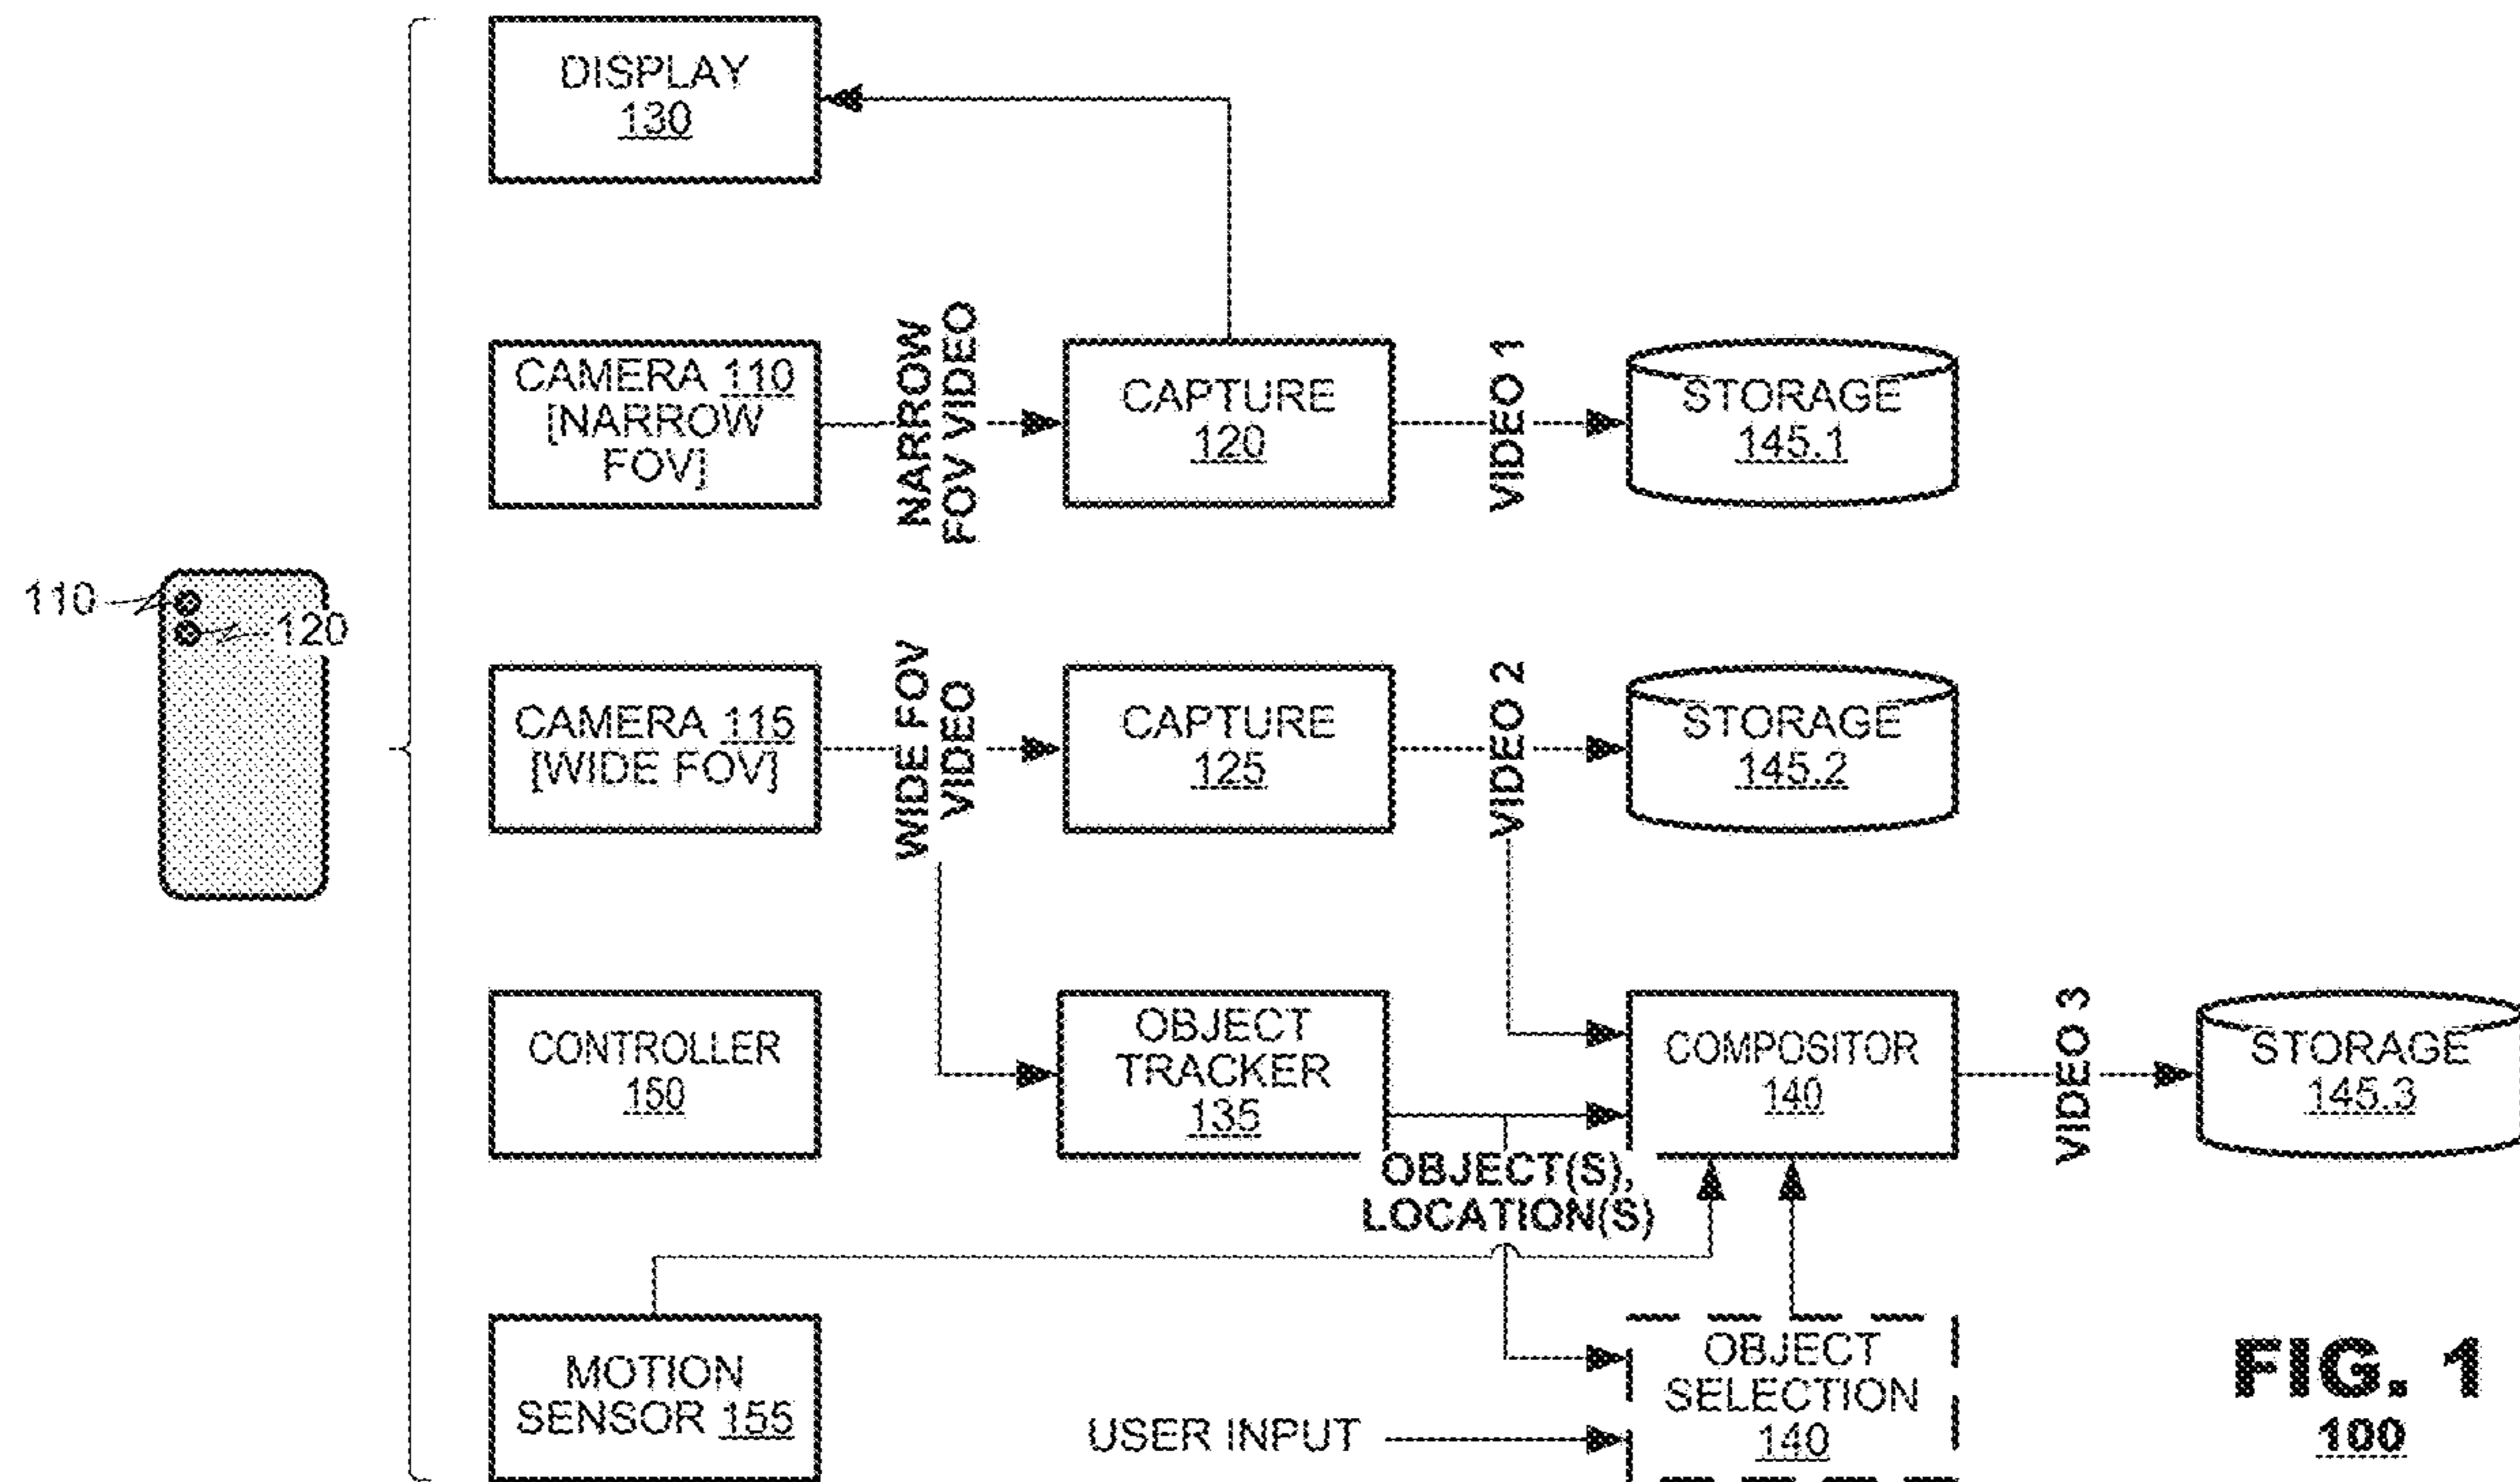 DISPLAY
130
CAMERA 110
[NARROW
FOV]
NARROW
FOV VIDEO
CAPTURE
120
VIDEO 1
STORAGE
145.1
110
120
CAMERA 115
[WIDE FOV]
WIDE FOV
VIDEO
CAPTURE
125
VIDEO 2
STORAGE
145.2
CONTROLLER
150
OBJECT
TRACKER
135
OBJECT(S),
LOCATION(S)
COMPOSITOR
140
VIDEO 3
STORAGE
145.3
MOTION
SENSOR 155
USER INPUT
OBJECT
SELECTION
140
FIG. 1
100